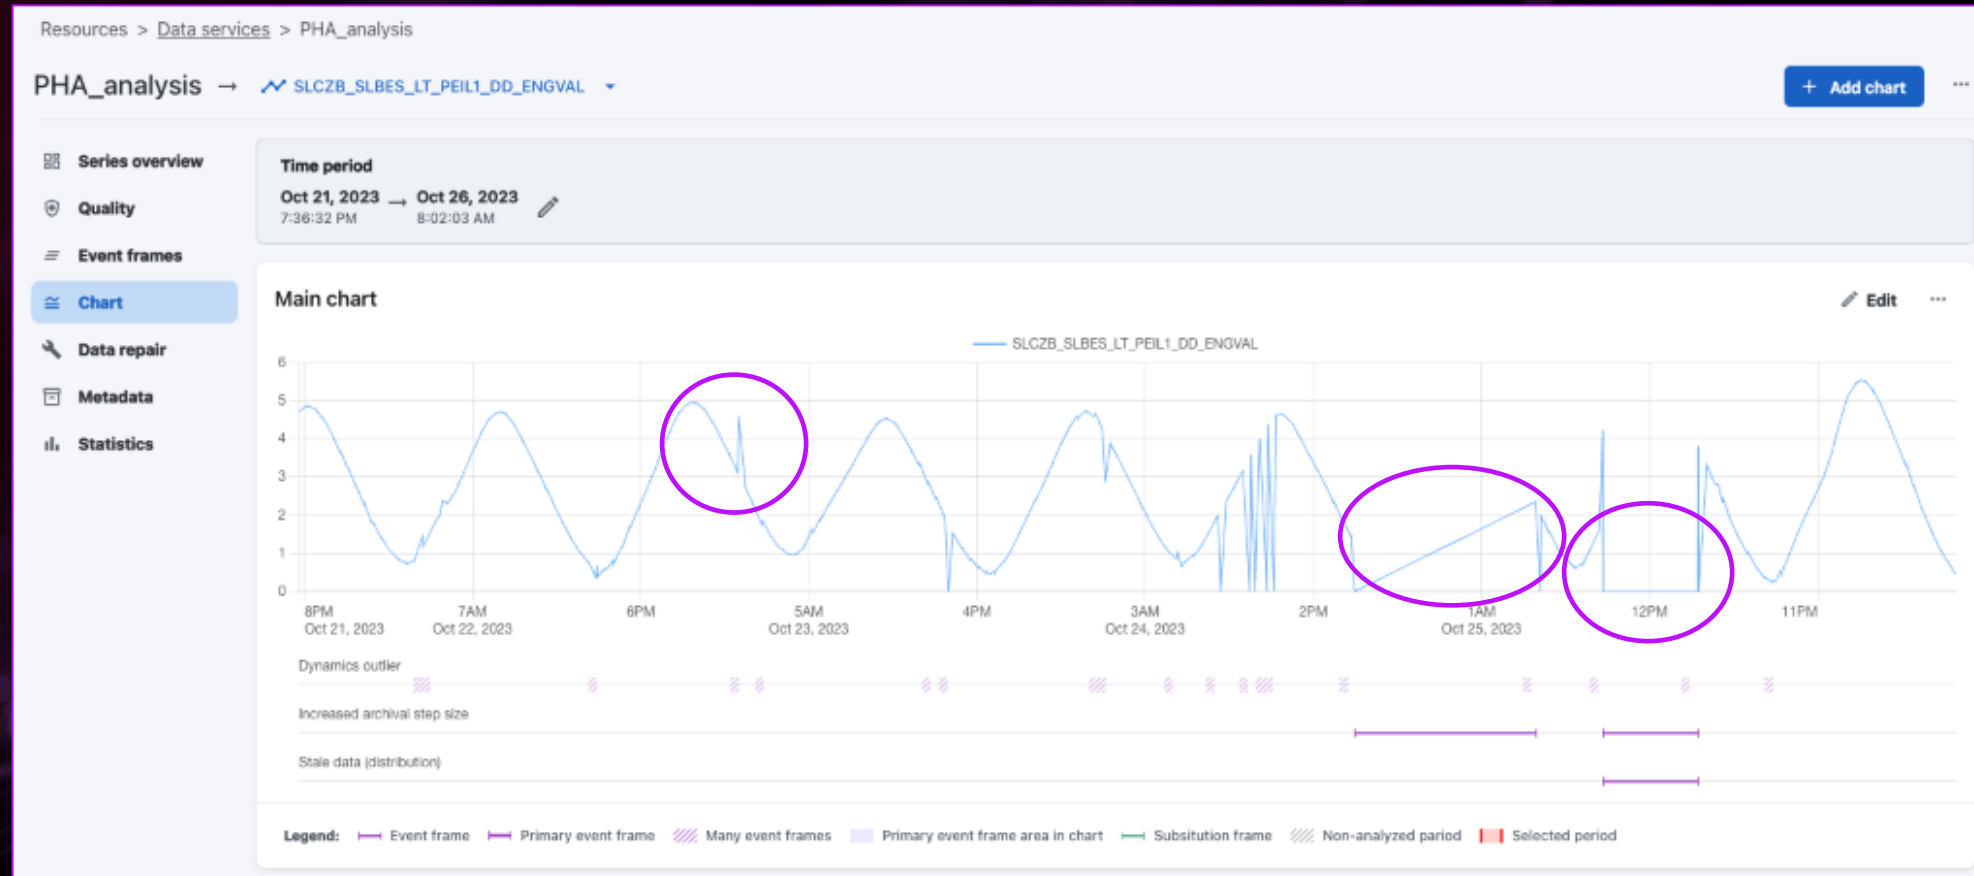 Resources > Data services > PHA_analysis
PHA_analysis → SLCZB_SLBES_LT_PEIL1_DD_ENGVAL
+ Add chart
Series overview
Quality
Event frames
Chart
Data repair
Metadata
Statistics
Time period
Oct 21, 2023 → Oct 26, 2023
7:36:32 PM 8:02:03 AM
Main chart
Edit
SLCZB_SLBES_LT_PEIL1_DD_ENGVAL
6
5
4
3
2
1
0
8PM 7AM 6PM 5AM 4PM 3AM 2PM 1AM 12PM 11PM
Oct 21, 2023 Oct 22, 2023 Oct 23, 2023 Oct 24, 2023 Oct 25, 2023
Dynamics outlier
Increased archival step size
Stale data (distribution)
Legend: Event frame Primary event frame Many event frames Primary event frame area in chart Subsitution frame Non-analyzed pariod Selected period